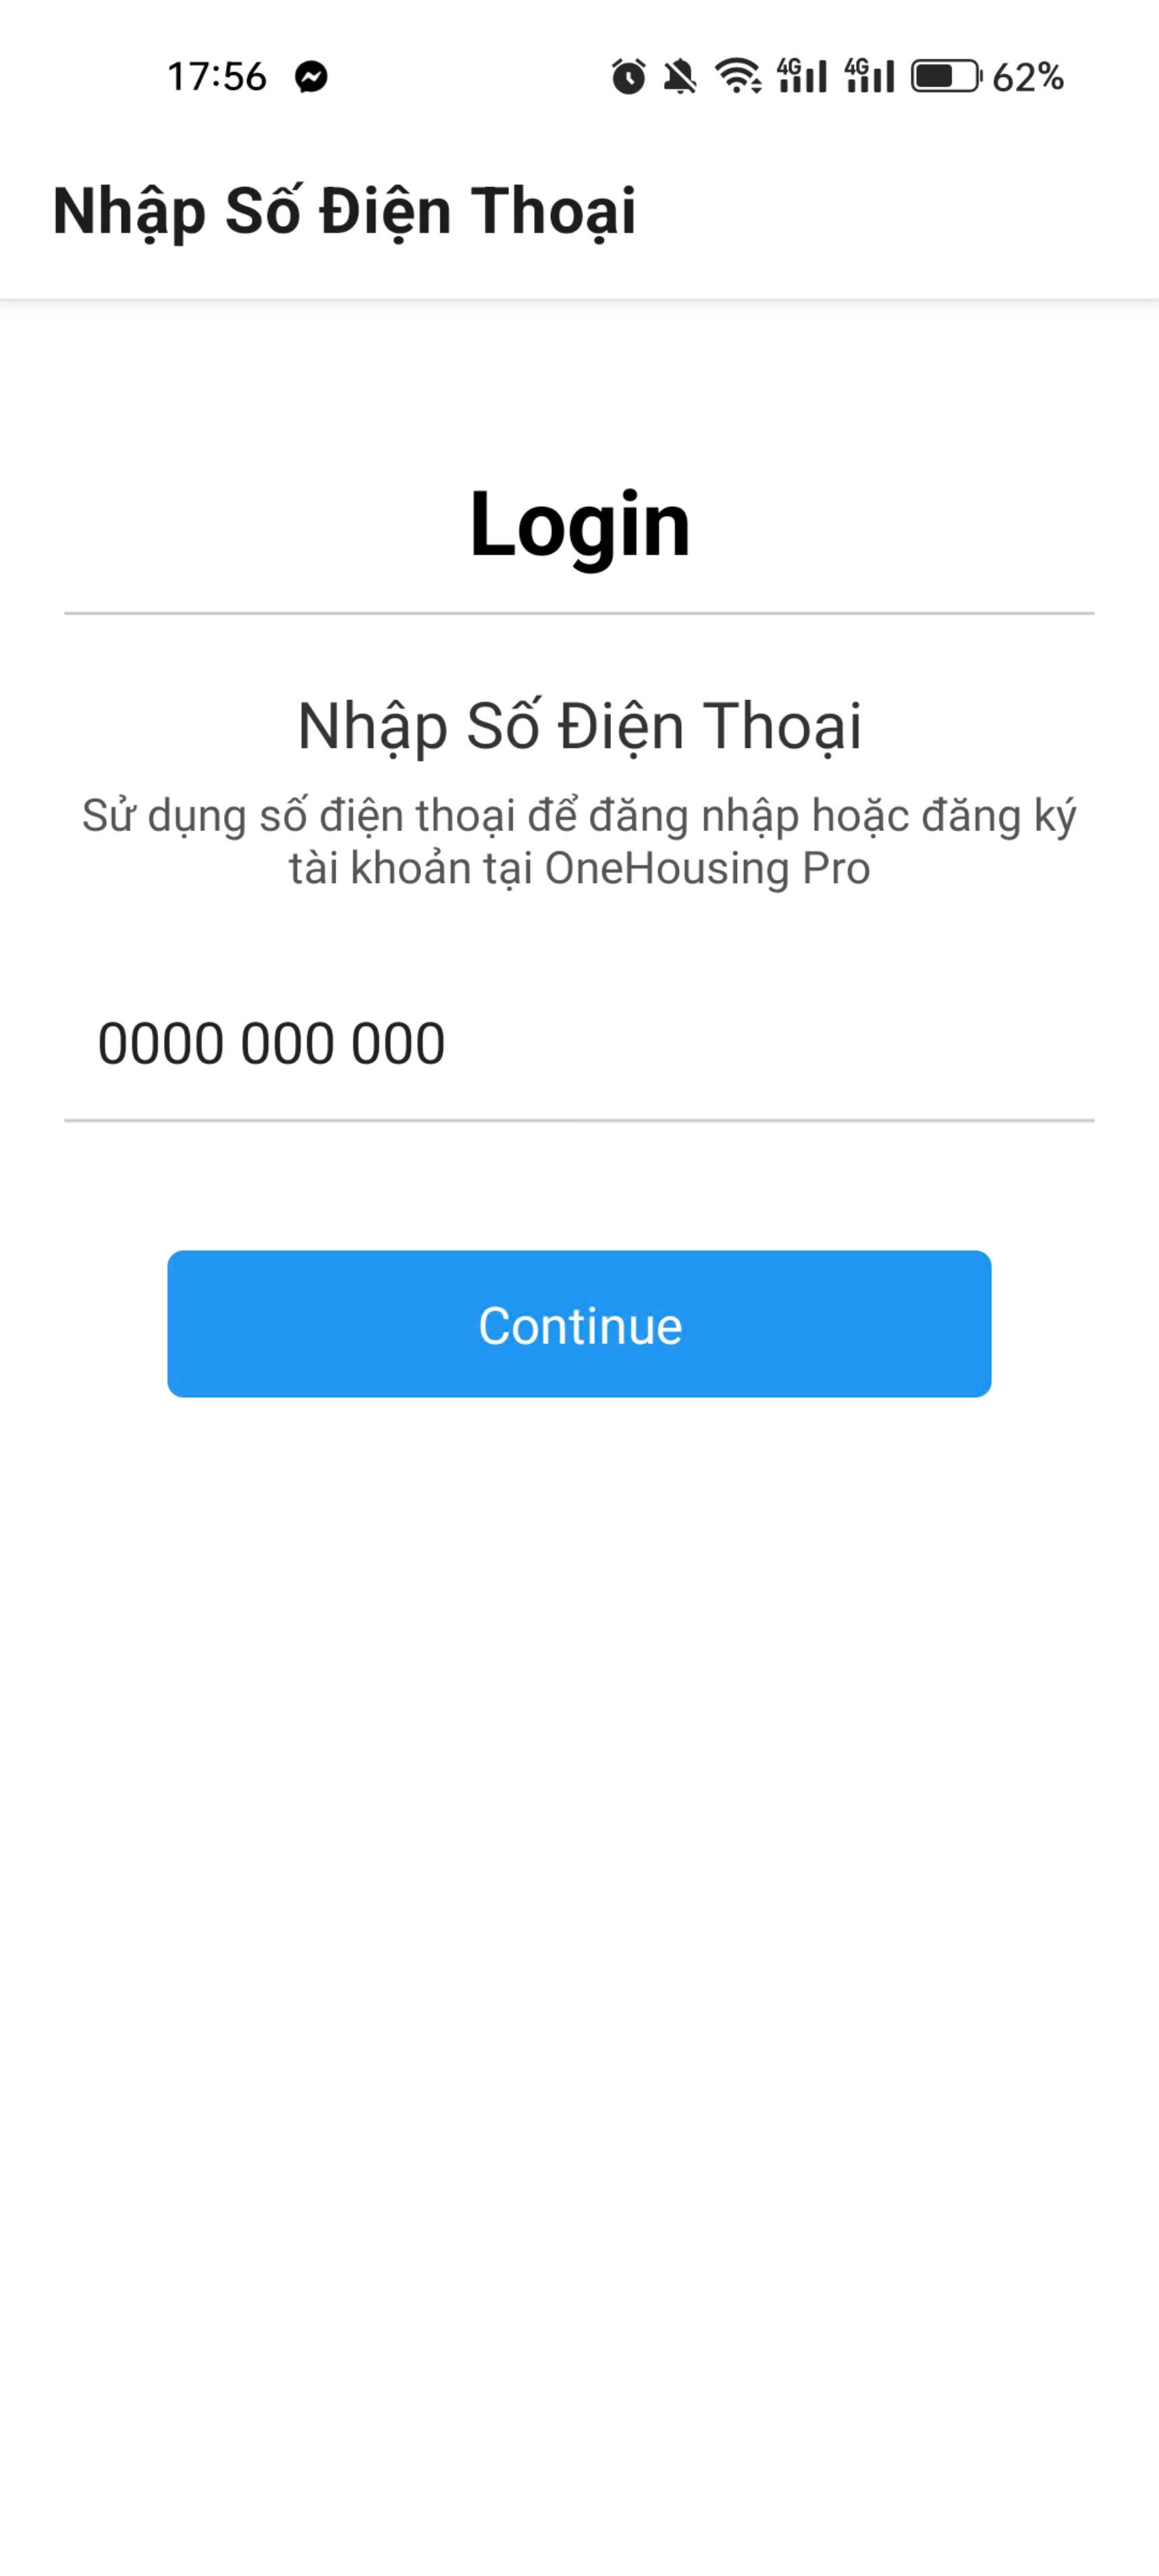 17:56 4G 4G 62%
Nhập Số Điện Thoại
Login
Nhập Số Điện Thoại
Sử dụng số điện thoại để đăng nhập hoặc đăng ký
tài khoản tại OneHousing Pro
0000 000 000
Continue